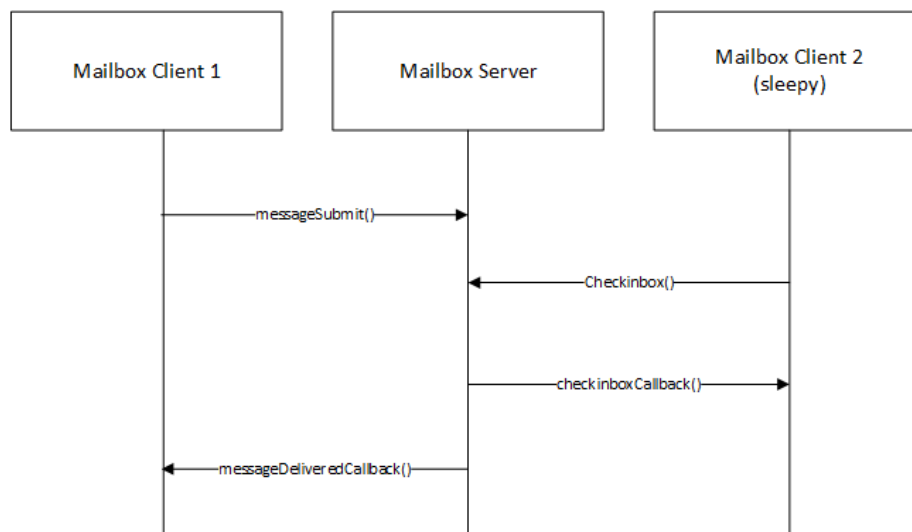 Mailbox Client 1
Mailbox Server
Mailbox Client 2
(sleepy)
messageSubmit()
Checkinbox()
checkinboxCallback()
messageDeliveredCallback()